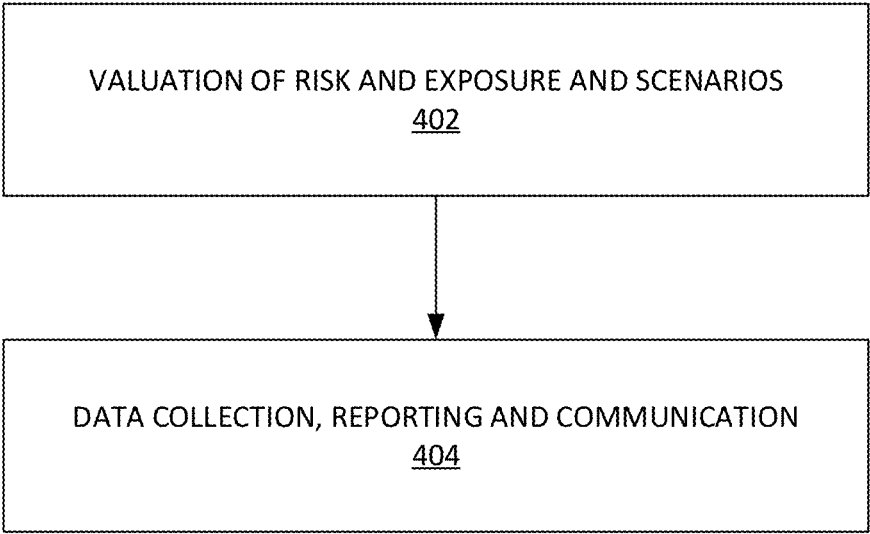 VALUATION OF RISK AND EXPOSURE AND SCENARIOS
402
DATA COLLECTION, REPORTING AND COMMUNICATION
404